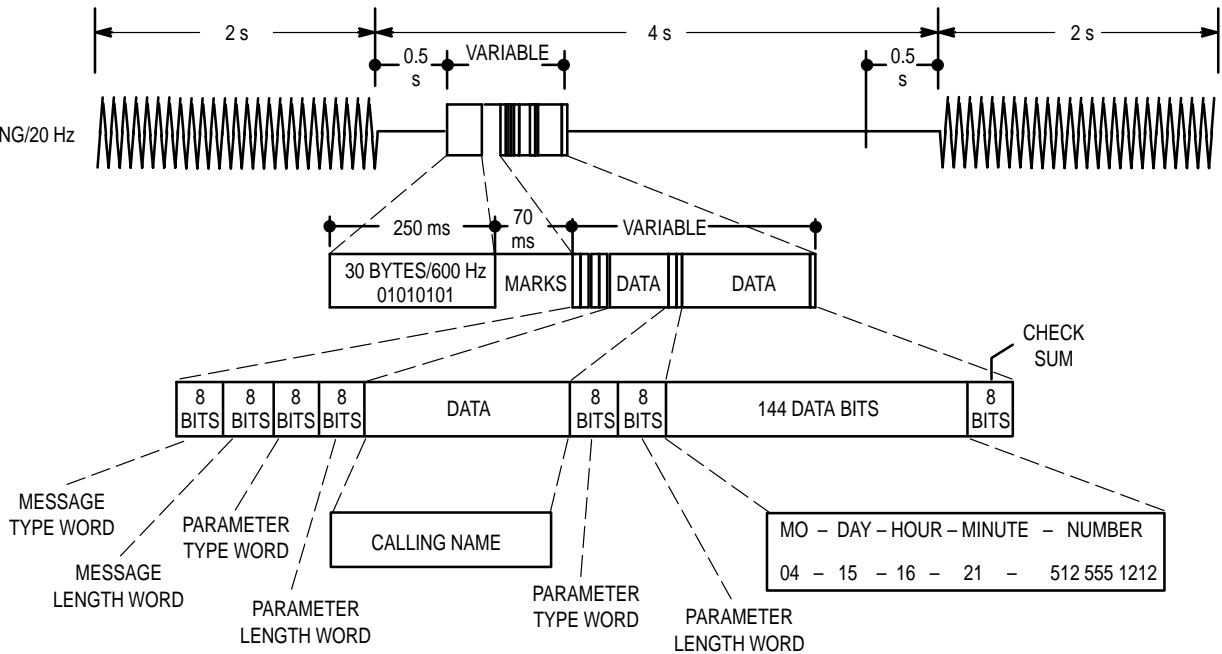 2 s
4 s
2 s
0.5
s
VARIABLE
0.5
s
NG/20 Hz
250 ms
70
ms
VARIABLE
30 BYTES/600 Hz
01010101
MARKS
DATA
DATA
CHECK
SUM
8
BITS
8
BITS
8
BITS
8
BITS
DATA
8
BITS
8
BITS
144 DATA BITS
8
BITS
MESSAGE
TYPE WORD
MESSAGE
LENGTH WORD
PARAMETER
TYPE WORD
PARAMETER
LENGTH WORD
CALLING NAME
PARAMETER
TYPE WORD
PARAMETER
LENGTH WORD
MO – DAY – HOUR – MINUTE – NUMBER
04 – 15 – 16 – 21 – 512 555 1212